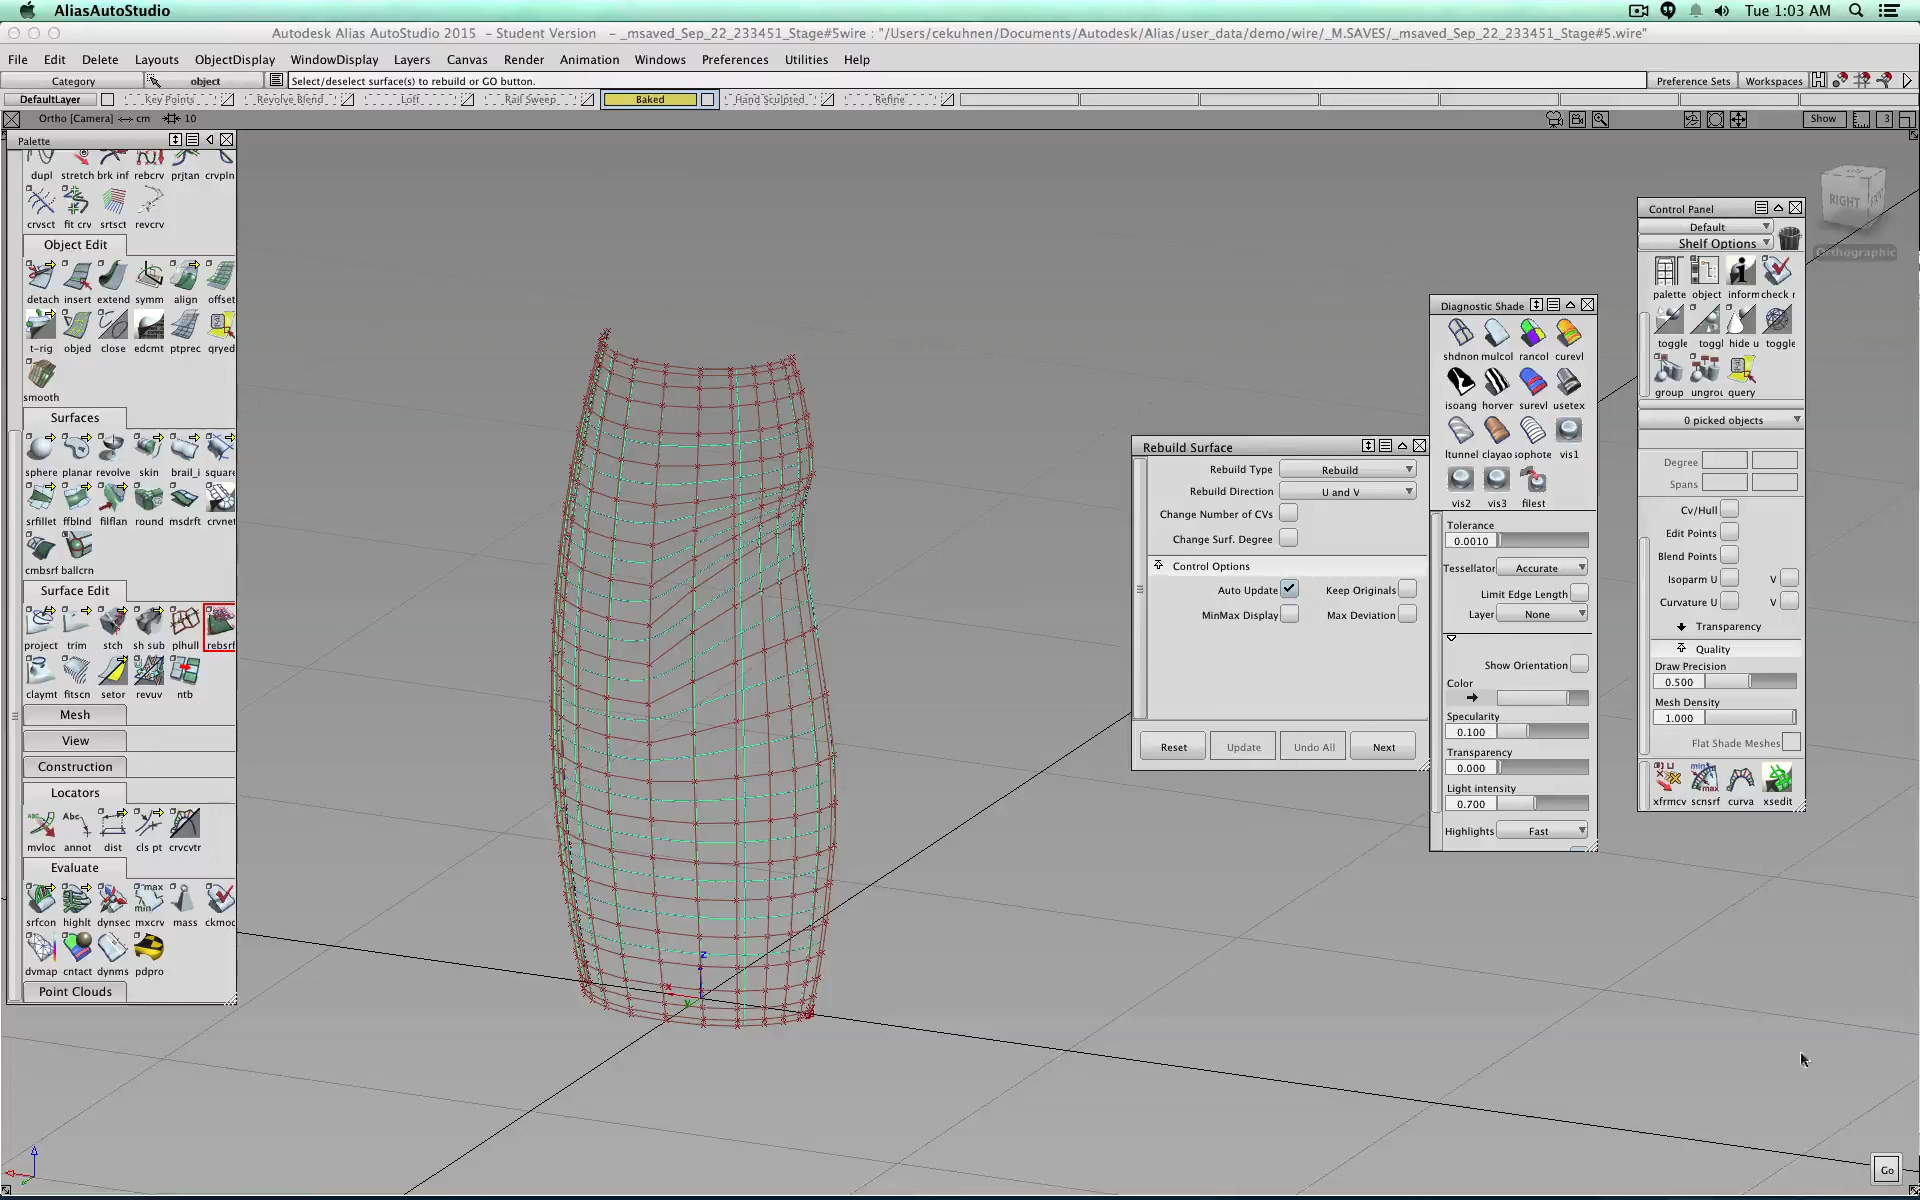 AliasAutoStudio
Tue 1:03 AM
Autodesk Alias AutoStudio 2015 - Student Version - _msaved_Sep_22_233451_Stage#5wire : "/Users/cekuhnen/Documents/Autodesk/Alias/user_data/demo/wire/_M.SAVES/_msaved_Sep_22_233451_Stage#5.wire"
File Edit Delete Layouts ObjectDisplay WindowDisplay Layers Canvas Render Animation Windows Preferences Utilities Help
Category object Select/deselect surface(s) to rebuild or GO button. Preference Sets Workspaces
DefaultLayer Key Points Revolve Blend Loft Rail Sweep Baked Hand Sculpted Refine
Ortho [Camera] cm 10 Show 3
Palette
dupl stretch brk inf rebcrv prjtan crvpln
crvsct fit crv srtsct revcrv
Object Edit
detach insert extend symm align offset
t-rig objed close edcmt ptprec qryed
smooth
Surfaces
sphere planar revolve skin brail_i square
srfillet ffblnd filflan round msdrft crvnet
cmbsrf ballcrn
Surface Edit
project trim stch sh sub plhull rebsrf
claymt fitscn setor revuv ntb
Mesh
View
Construction
Locators
mvloc annot dist cls pt crvcvtr
Evaluate
srfcon highlt dynsec mxcrv mass ckmoc
dvmap cntact dynms pdpro
Point Clouds
z
x
y
Rebuild Surface
Rebuild Type Rebuild
Rebuild Direction U and V
Change Number of CVs
Change Surf. Degree
Control Options
Auto Update Keep Originals
MinMax Display Max Deviation
Reset Update Undo All Next
Diagnostic Shade
shdnon mulcol rancol curevl
isoang horver surevl usetex
ltunnel clayao isophote vis1
vis2 vis3 filest
Tolerance
0.0010
Tessellator Accurate
Limit Edge Length
Layer None
Show Orientation
Color
Specularity
0.100
Transparency
0.000
Light intensity
0.700
Highlights Fast
Control Panel
Default
Shelf Options
palette object inform check r
toggle toggl hide u toggle
group ungrou query
0 picked objects
Degree
Spans
Cv/Hull
Edit Points
Blend Points
Isoparm U V
Curvature U V
Transparency
Quality
Draw Precision
0.500
Mesh Density
1.000
Flat Shade Meshes
xfrmcv scnsrf curva xsedit
RIGHT
Orthographic
Go